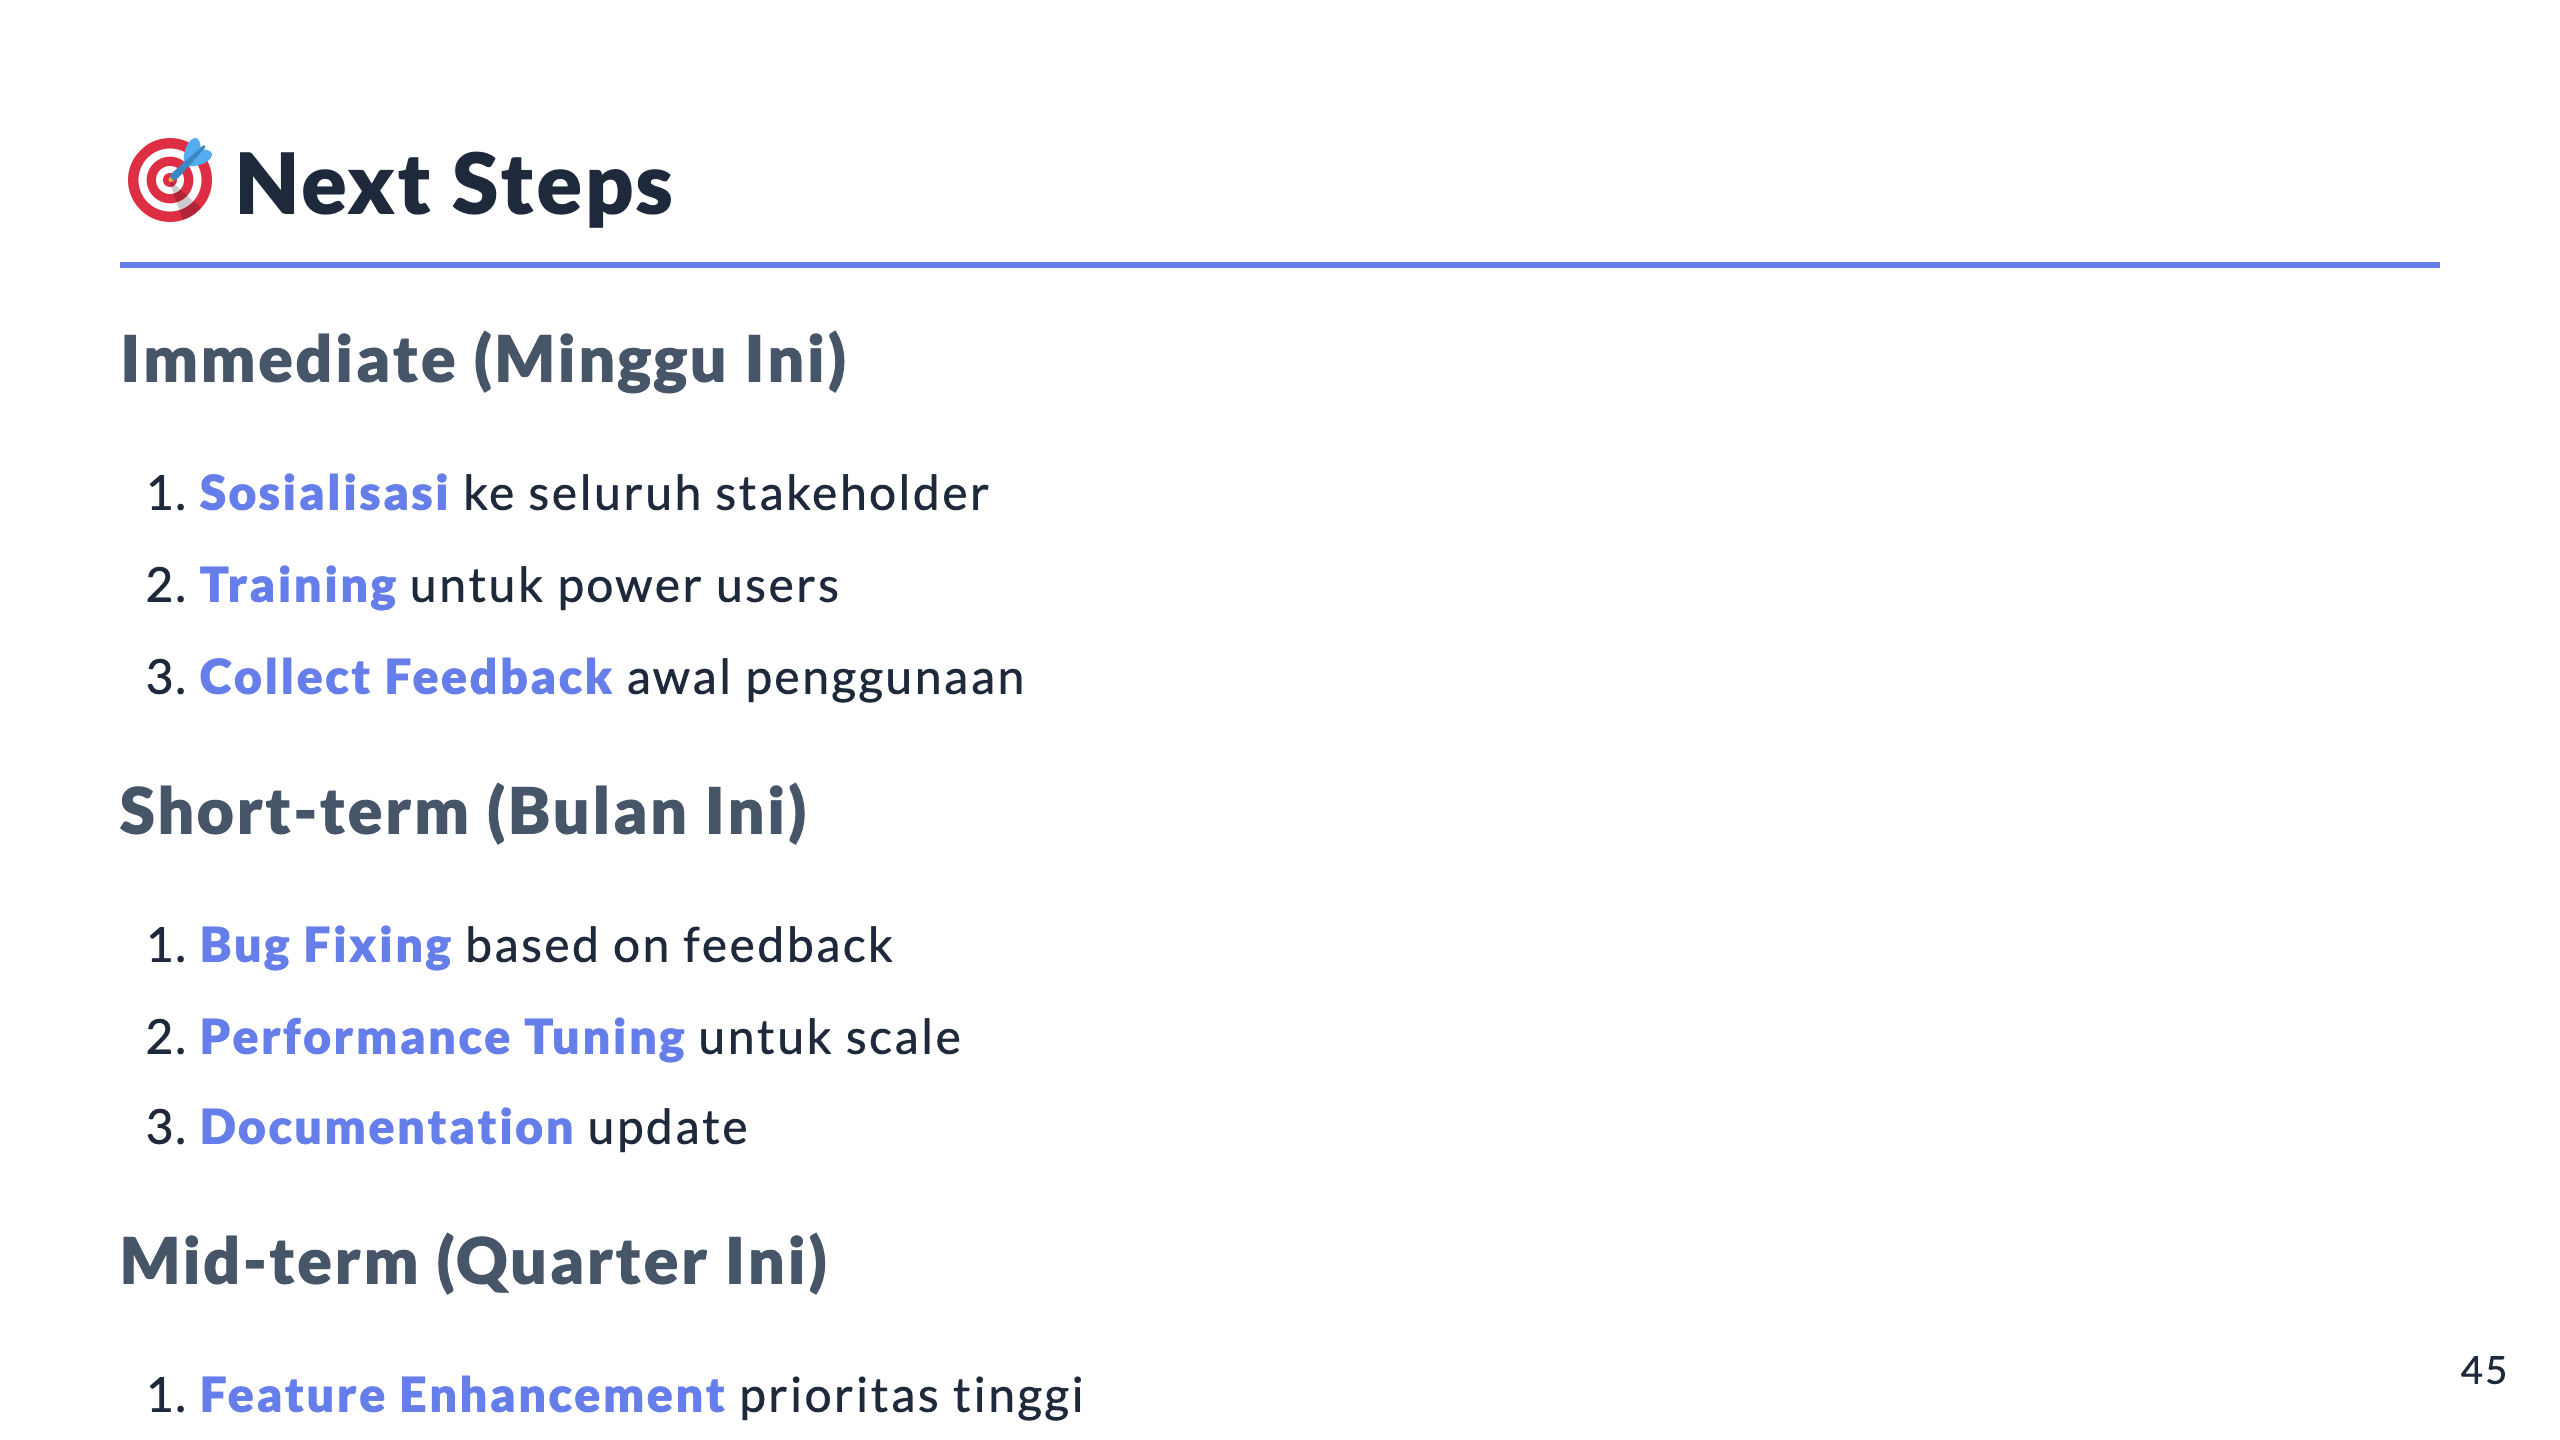 Next Steps
Immediate (Minggu Ini)
1. Sosialisasi ke seluruh stakeholder
2. Training untuk power users
3. Collect Feedback awal penggunaan
Short-term (Bulan Ini)
1. Bug Fixing based on feedback
2. Performance Tuning untuk scale
3. Documentation update
Mid-term (Quarter Ini)
1. Feature Enhancement prioritas tinggi
45